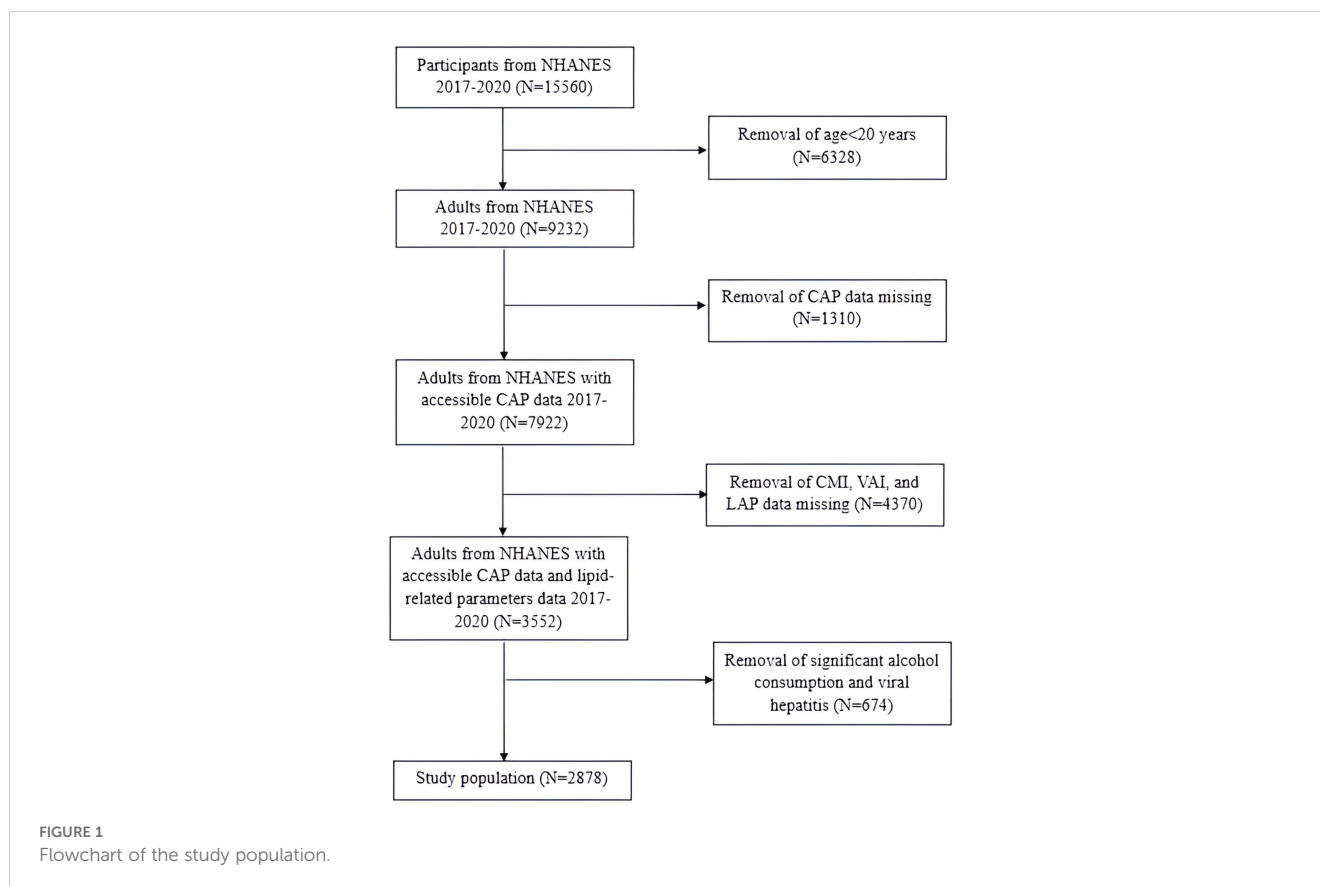 Participants from NHANES
2017-2020 (N=15560)
Removal of age<20 years
(N=6328)
Adults from NHANES
2017-2020 (N=9232)
Removal of CAP data missing
(N=1310)
Adults from NHANES with
accessible CAP data 2017-
2020 (N=7922)
Removal of CMI, VAI, and
LAP data missing (N=4370)
Adults from NHANES with
accessible CAP data and lipid-
related parameters data 2017-
2020 (N=3552)
Removal of significant alcohol
consumption and viral
hepatitis (N=674)
Study population (N=2878)
FIGURE 1
Flowchart of the study population.